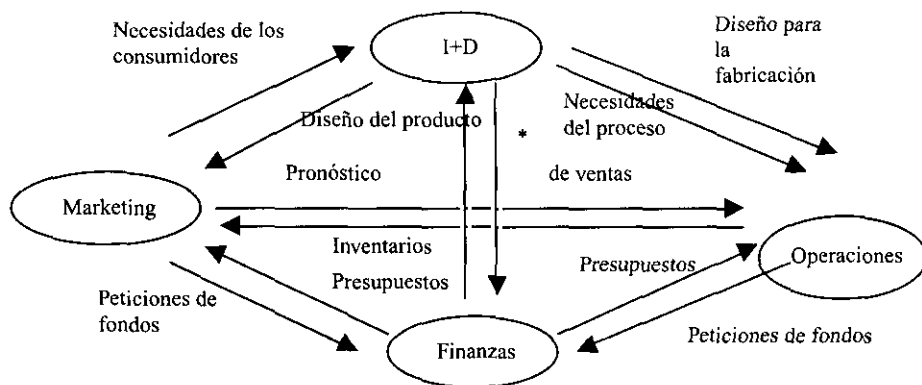 Necesidades de los
consumidores
I+D
Diseño para
la
fabricación
Diseño del producto
*
Necesidades
del proceso
Pronóstico
de ventas
Marketing
Inventarios
Presupuestos
Presupuestos
Operaciones
Peticiones de
fondos
Finanzas
Peticiones de fondos